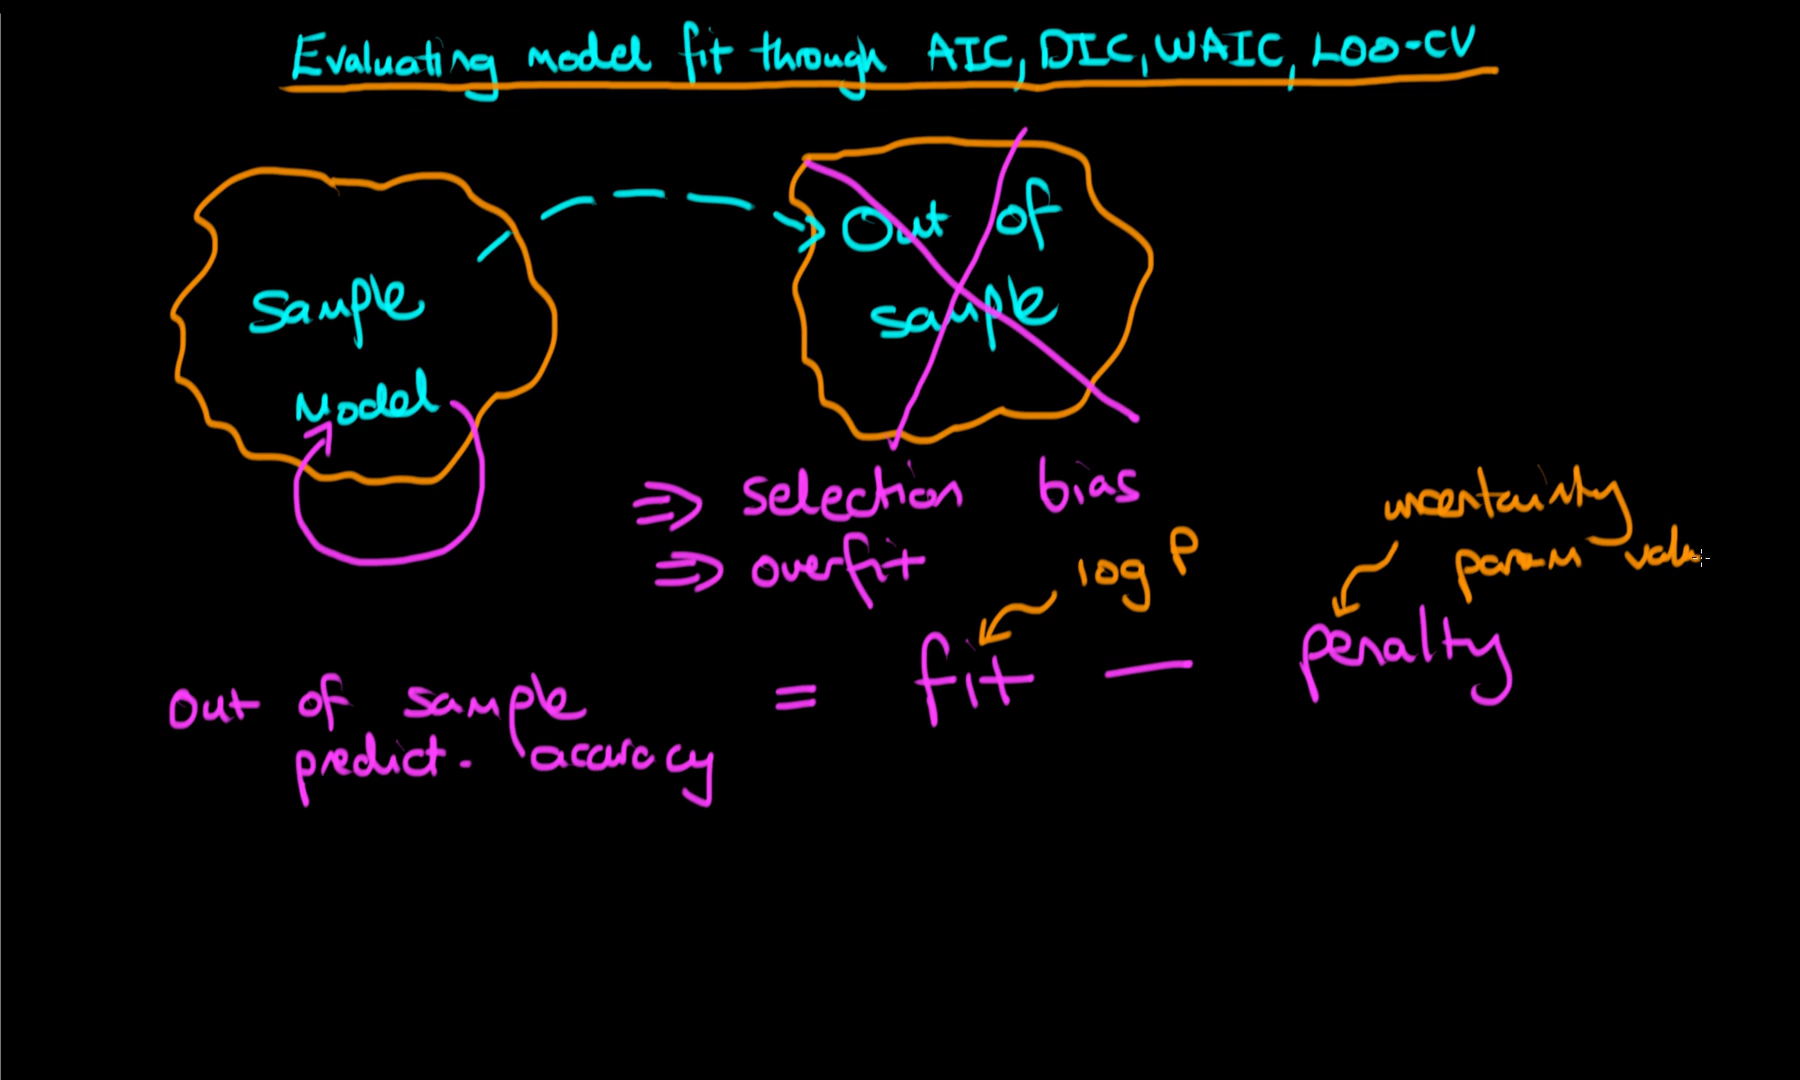 Evaluating model fit through AIC, DIC, WAIC, LOO-CV
Sample
Model
Out of
sample
⇒ selection bias
⇒ overfit
log P
uncertainty
param valu
Out of sample
predict. accuracy
= fit — penalty